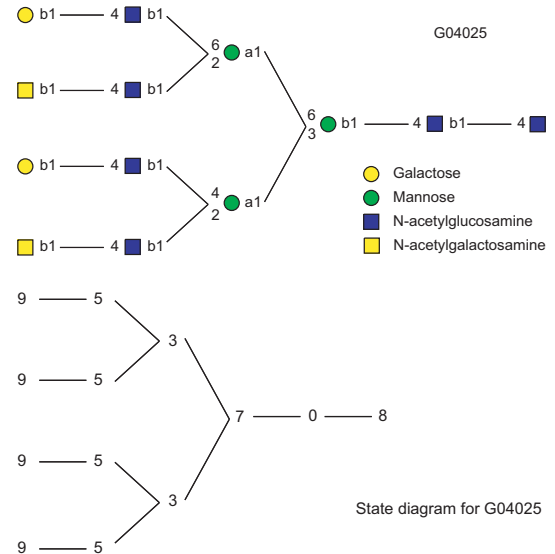 b1 4 b1
6
2 a1
G04025
b1 4 b1
6
3 b1 4 b1 4
b1 4 b1
4
2 a1
b1 4 b1
Galactose
Mannose
N-acetylglucosamine
N-acetylgalactosamine
9 5
3
9 5
7 0 8
9 5
3
State diagram for G04025
9 5